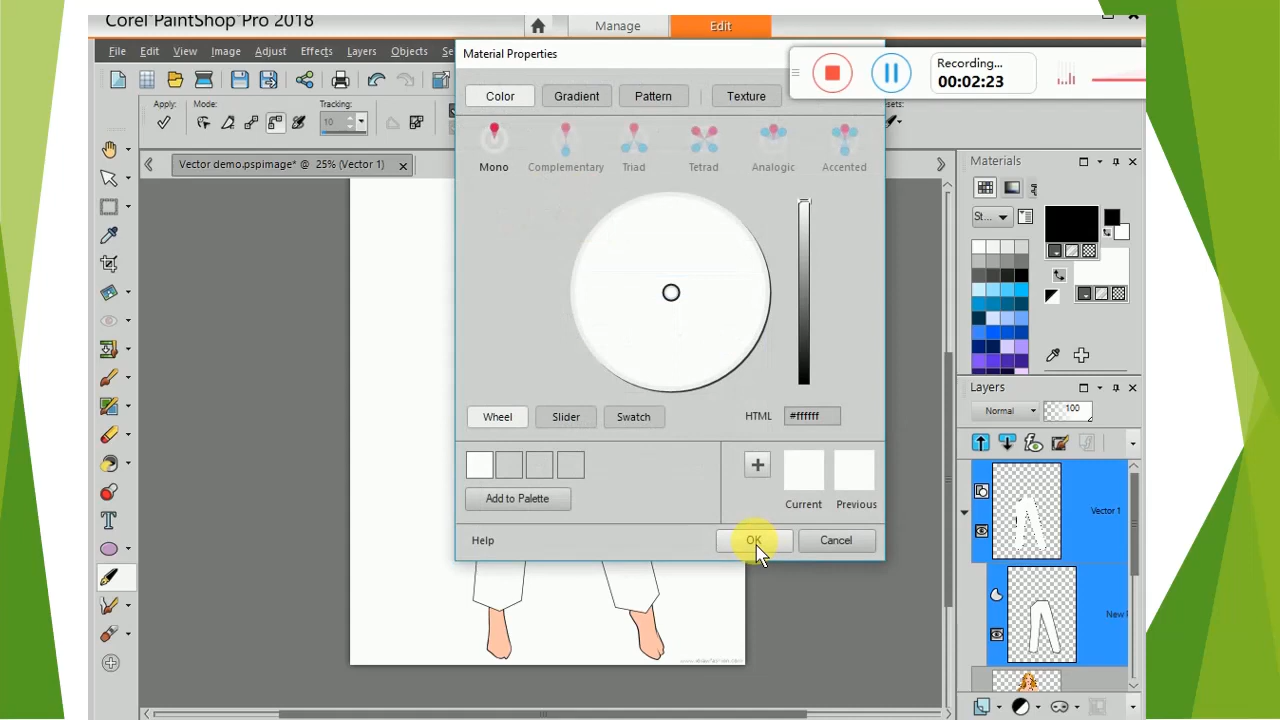 Corel PaintShop Pro 2018
Manage
Edit
File Edit View Image Adjust Effects Layers Objects Se
Material Properties
Recording...
00:02:23
Apply:
Mode:
Tracking:
10
Color
Gradient
Pattern
Texture
Mono
Complementary
Triad
Tetrad
Analogic
Accented
Vector demo.pspimage* @ 25% (Vector 1)
Wheel
Slider
Swatch
HTML
#ffffff
Add to Palette
Current
Previous
Help
OK
Cancel
Materials
St...
Layers
Normal
100
Vector 1